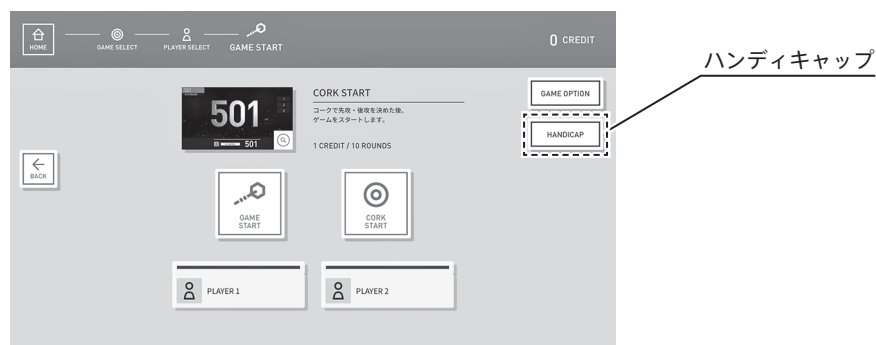 HOME
GAME SELECT
PLAYER SELECT
GAME START
0 CREDIT
ハンディキャップ
501
CORK START
コークで先攻・後攻を決めた後、
ゲームをスタートします。
1 CREDIT / 10 ROUNDS
GAME OPTION
HANDICAP
501
BACK
GAME
START
CORK
START
PLAYER 1
PLAYER 2